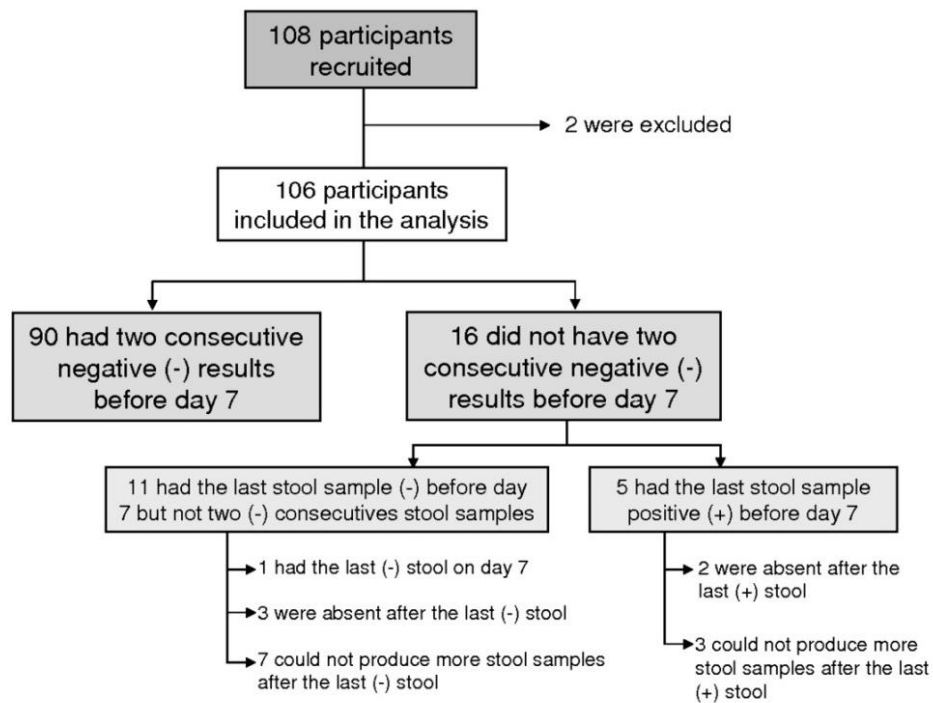 108 participants
recruited
2 were excluded
106 participants
included in the analysis
90 had two consecutive
negative (-) results
before day 7
16 did not have two
consecutive negative (-)
results before day 7
11 had the last stool sample (-) before day
7 but not two (-) consecutives stool samples
1 had the last (-) stool on day 7
3 were absent after the last (-) stool
7 could not produce more stool samples
after the last (-) stool
5 had the last stool sample
positive (+) before day 7
2 were absent after the
last (+) stool
3 could not produce more
stool samples after the last
(+) stool